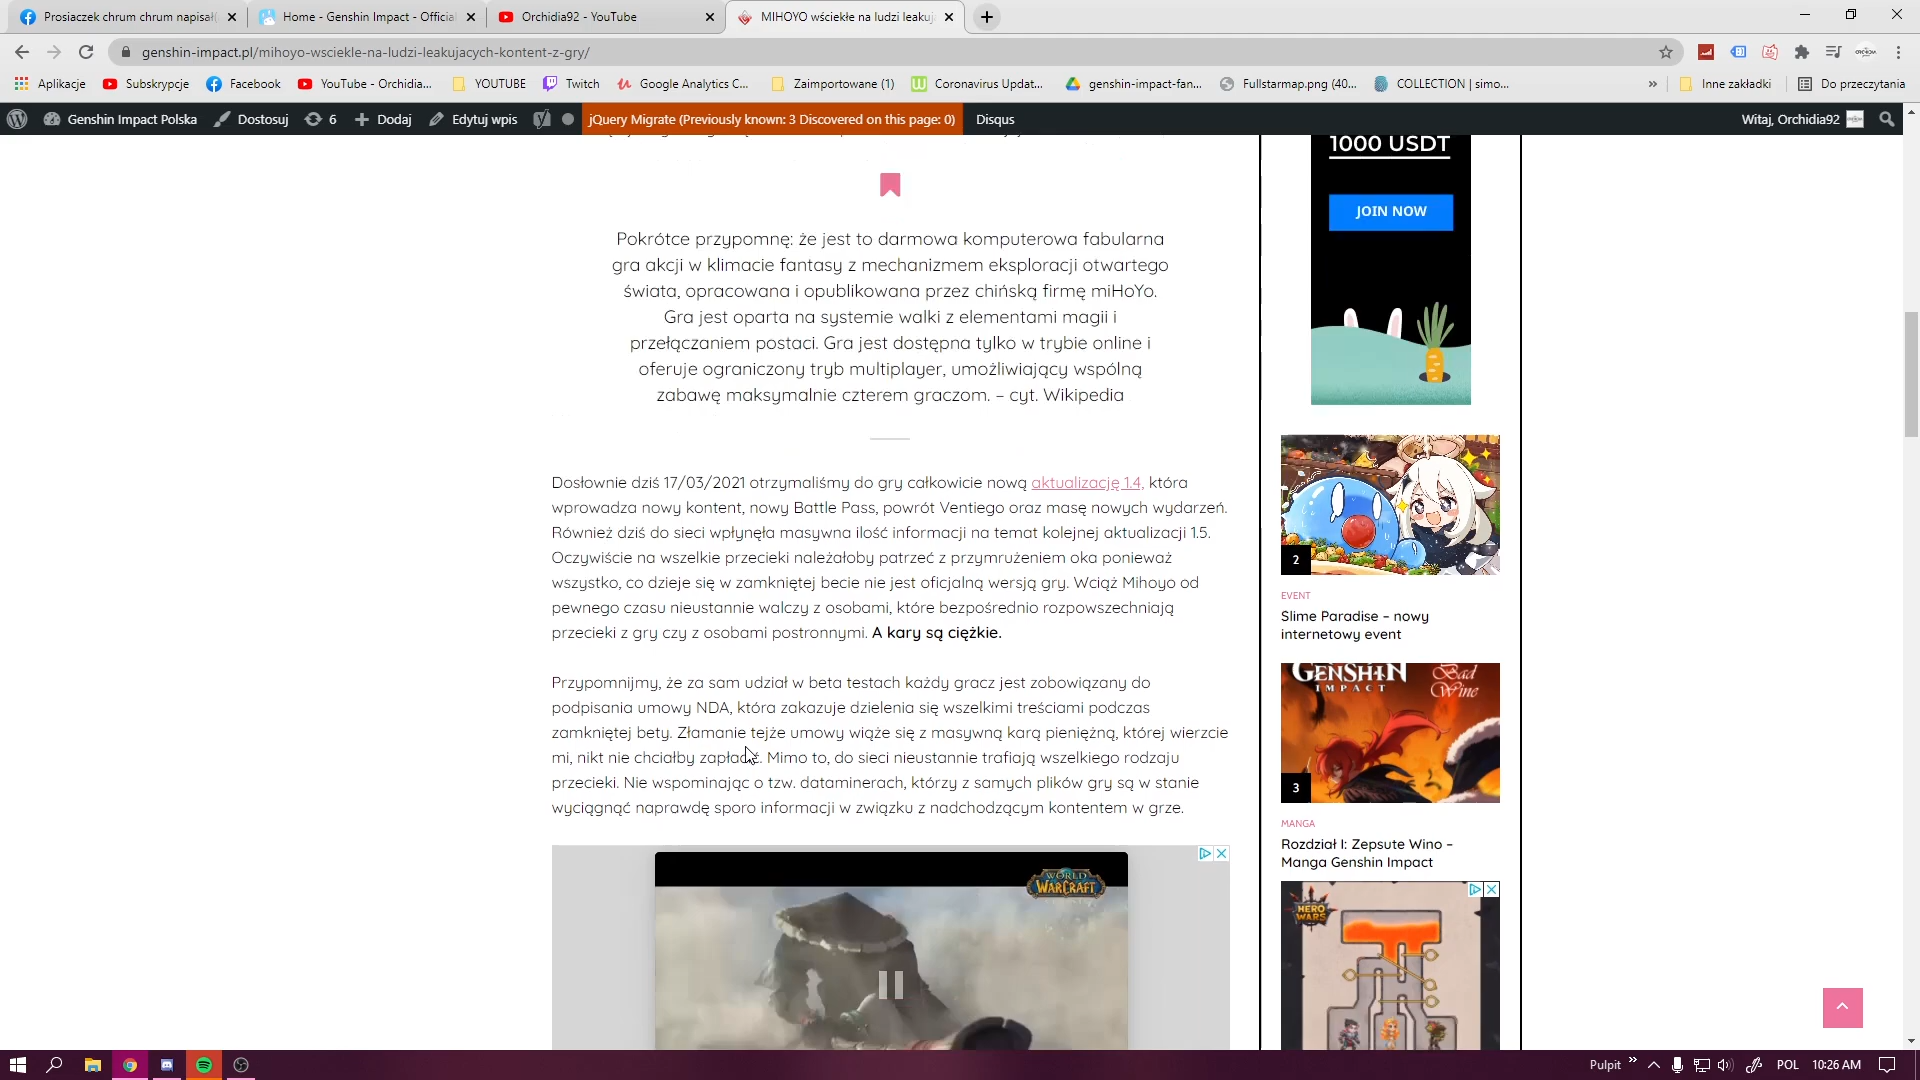 Prosiaczek chrum chrum napisał(
Home - Genshin Impact - Official
Orchidia92 - YouTube
MIHOYO wściekłe na ludzi leakuj
genshin-impact.pl/mihoyo-wsciekle-na-ludzi-leakujacych-kontent-z-gry/
Aplikacje
Subskrypcje
Facebook
YouTube - Orchidia...
YOUTUBE
Twitch
Google Analytics C...
Zaimportowane (1)
Coronavirus Updat...
genshin-impact-fan...
Fullstarmap.png (40...
COLLECTION | simo...
»
Inne zakładki
Do przeczytania
Genshin Impact Polska
Dostosuj
6
Dodaj
Edytuj wpis
jQuery Migrate (Previously known: 3 Discovered on this page: 0)
Disqus
Witaj, Orchidia92
1000 USDT
JOIN NOW
Pokrótce przypomnę: że jest to darmowa komputerowa fabularna
gra akcji w klimacie fantasy z mechanizmem eksploracji otwartego
świata, opracowana i opublikowana przez chińską firmę miHoYo.
Gra jest oparta na systemie walki z elementami magii i
przełączaniem postaci. Gra jest dostępna tylko w trybie online i
oferuje ograniczony tryb multiplayer, umożliwiający wspólną
zabawę maksymalnie czterem graczom. – cyt. Wikipedia
Dosłownie dziś 17/03/2021 otrzymaliśmy do gry całkowicie nową aktualizację 1.4, która
wprowadza nowy kontent, nowy Battle Pass, powrót Ventiego oraz masę nowych wydarzeń.
Również dziś do sieci wpłynęła masywna ilość informacji na temat kolejnej aktualizacji 1.5.
Oczywiście na wszelkie przecieki należałoby patrzeć z przymrużeniem oka ponieważ
wszystko, co dzieje się w zamkniętej becie nie jest oficjalną wersją gry. Wciąż Mihoyo od
pewnego czasu nieustannie walczy z osobami, które bezpośrednio rozpowszechniają
przecieki z gry czy z osobami postronnymi. A kary są ciężkie.
Przypomnijmy, że za sam udział w beta testach każdy gracz jest zobowiązany do
podpisania umowy NDA, która zakazuje dzielenia się wszelkimi treściami podczas
zamkniętej bety. Złamanie tejże umowy wiąże się z masywną karą pieniężną, której wierzcie
mi, nikt nie chciałby zapłacić. Mimo to, do sieci nieustannie trafiają wszelkiego rodzaju
przecieki. Nie wspominając o tzw. dataminerach, którzy z samych plików gry są w stanie
wyciągnąć naprawdę sporo informacji w związku z nadchodzącym kontentem w grze.
WORLD
WARCRAFT
2
EVENT
Slime Paradise – nowy
internetowy event
GENSHIN
IMPACT
Bad
Wine
3
MANGA
Rozdział I: Zepsute Wino –
Manga Genshin Impact
HERO
WARS
Pulpit
»
POL
10:26 AM